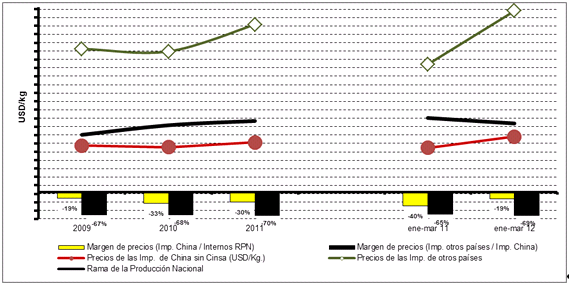 USD/kg
-19%
-67%
-33%
-68%
-30%
70%
-40%
-65%
-19%
-69%
2009
2010
2011
ene-mar 11
ene-mar 12
Margen de precios (Imp. China / Internos RPN)
Margen de precios (Imp. otros países / Imp. China)
Precios de las Imp. de China sin Cinsa (USD/Kg.)
Precios de las Imp. de otros países
Rama de la Producción Nacional